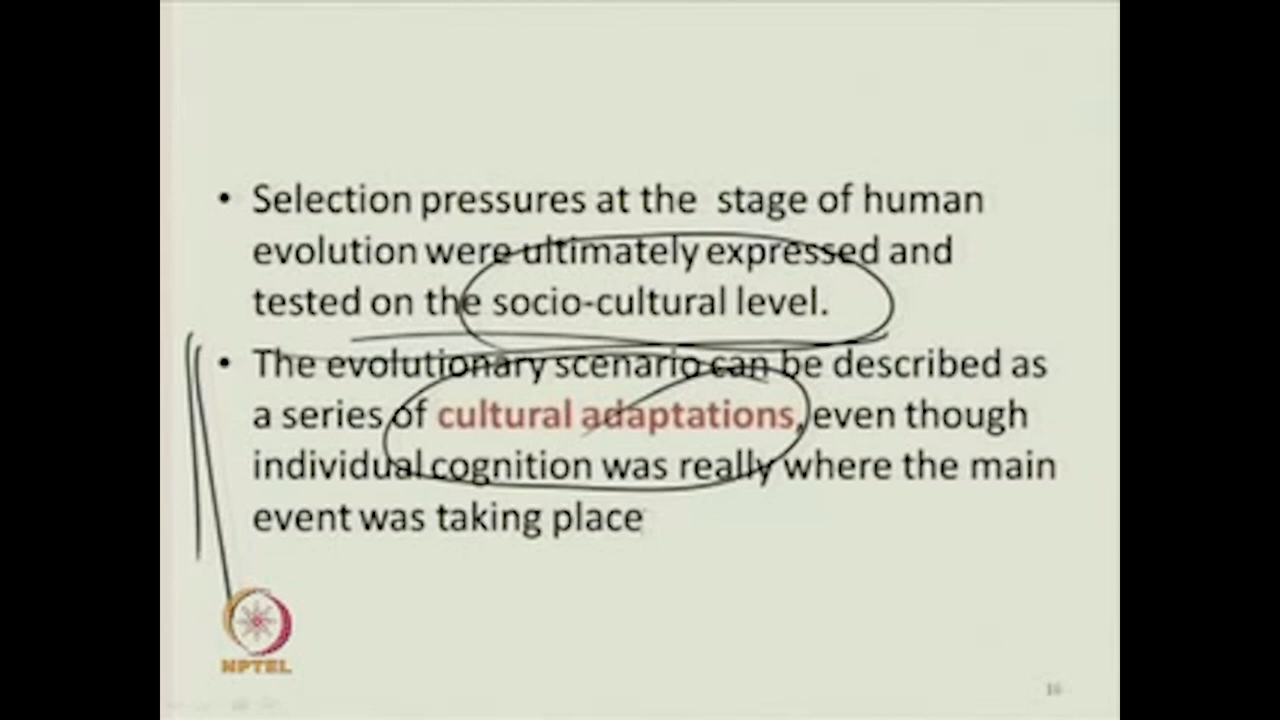 • Selection pressures at the stage of human
evolution were ultimately expressed and
tested on the socio-cultural level.
• The evolutionary scenario can be described as
a series of cultural adaptations, even though
individual cognition was really where the main
event was taking place
NPTEL
16